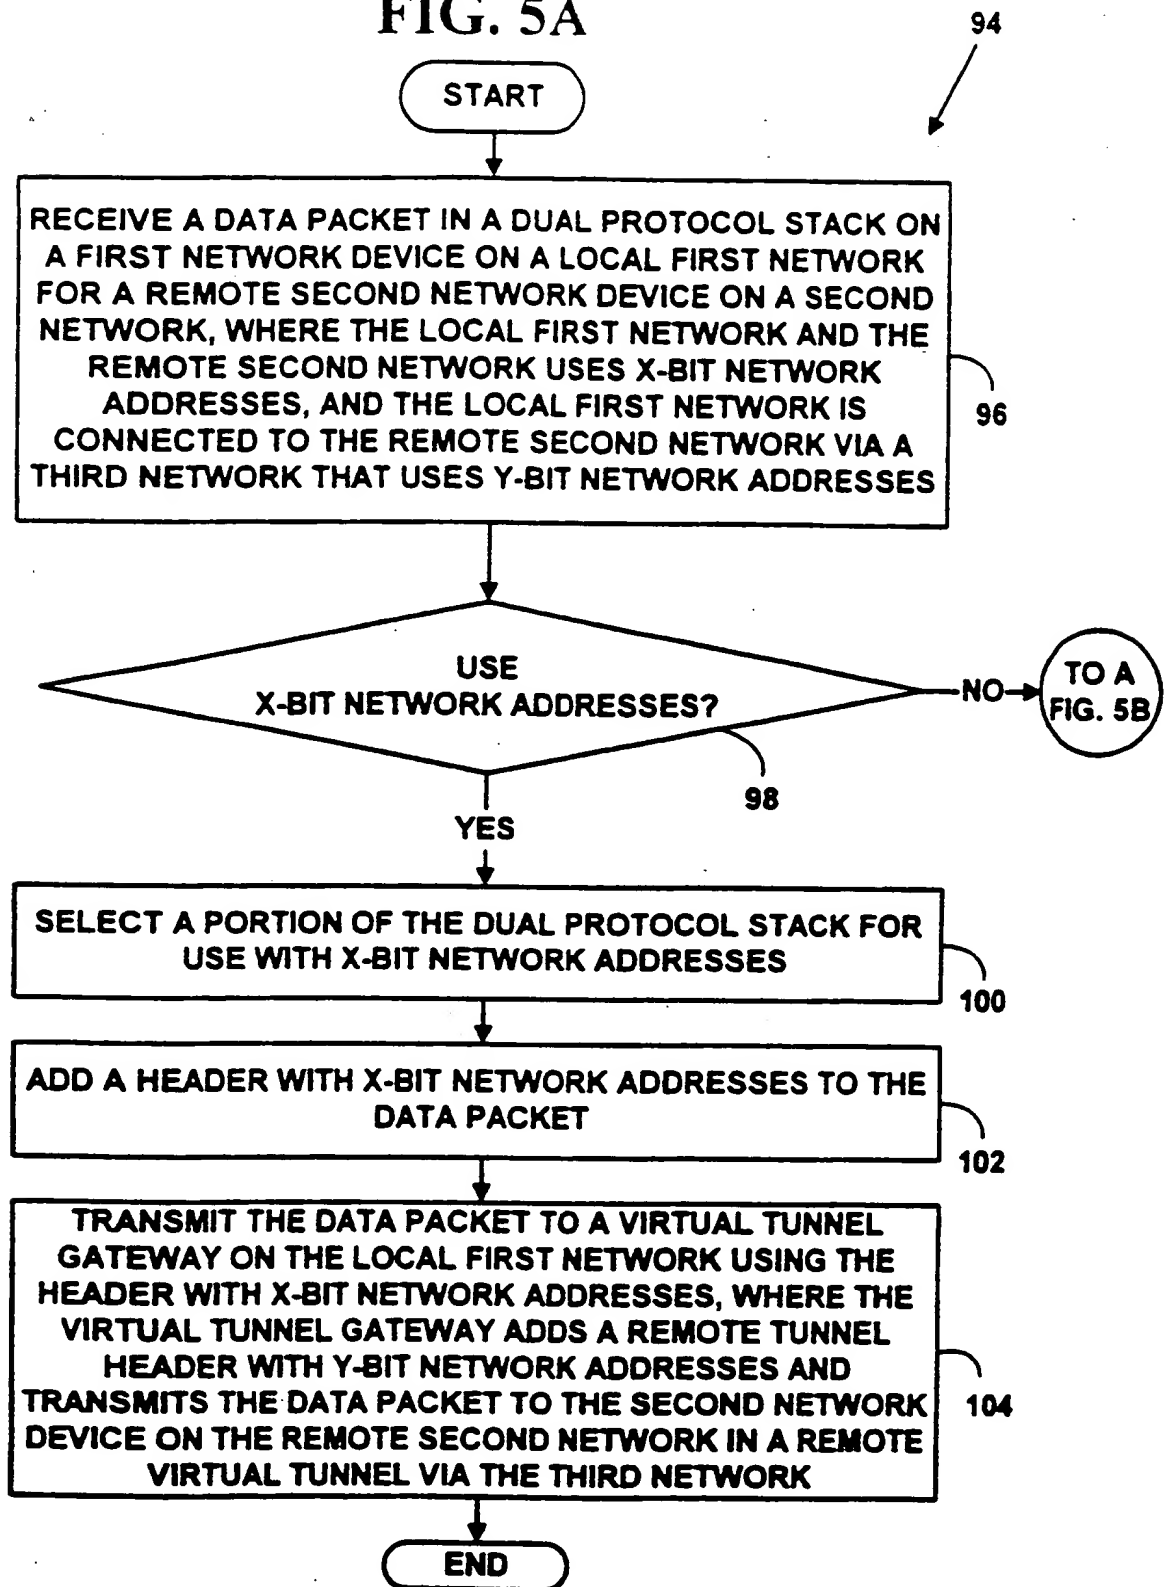 FIG. 5A
94
START
RECEIVE A DATA PACKET IN A DUAL PROTOCOL STACK ON
A FIRST NETWORK DEVICE ON A LOCAL FIRST NETWORK
FOR A REMOTE SECOND NETWORK DEVICE ON A SECOND
NETWORK, WHERE THE LOCAL FIRST NETWORK AND THE
REMOTE SECOND NETWORK USES X-BIT NETWORK
ADDRESSES, AND THE LOCAL FIRST NETWORK IS
CONNECTED TO THE REMOTE SECOND NETWORK VIA A
THIRD NETWORK THAT USES Y-BIT NETWORK ADDRESSES
96
USE
X-BIT NETWORK ADDRESSES?
NO
TO A
FIG. 5B
98
YES
SELECT A PORTION OF THE DUAL PROTOCOL STACK FOR
USE WITH X-BIT NETWORK ADDRESSES
100
ADD A HEADER WITH X-BIT NETWORK ADDRESSES TO THE
DATA PACKET
102
TRANSMIT THE DATA PACKET TO A VIRTUAL TUNNEL
GATEWAY ON THE LOCAL FIRST NETWORK USING THE
HEADER WITH X-BIT NETWORK ADDRESSES, WHERE THE
VIRTUAL TUNNEL GATEWAY ADDS A REMOTE TUNNEL
HEADER WITH Y-BIT NETWORK ADDRESSES AND
TRANSMITS THE DATA PACKET TO THE SECOND NETWORK
DEVICE ON THE REMOTE SECOND NETWORK IN A REMOTE
VIRTUAL TUNNEL VIA THE THIRD NETWORK
104
END